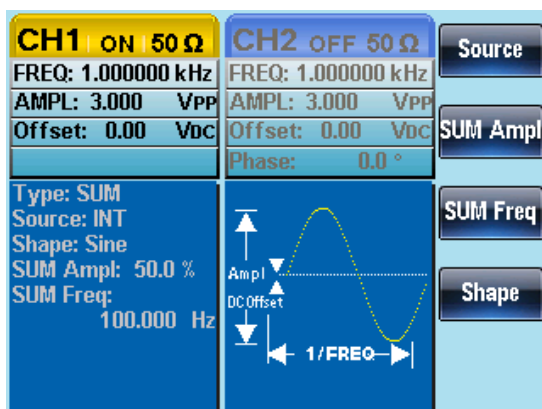 CH1 ON 50 Ω
FREQ: 1.000000 kHz
AMPL: 3.000 VPP
Offset: 0.00 VDC
CH2 OFF 50 Ω
FREQ: 1.000000 kHz
AMPL: 3.000 VPP
Offset: 0.00 VDC
Phase: 0.0 °
Type: SUM
Source: INT
Shape: Sine
SUM Ampl: 50.0 %
SUM Freq:
100.000 Hz
Ampl
DC Offset
1/FREQ
Source
SUM Ampl
SUM Freq
Shape